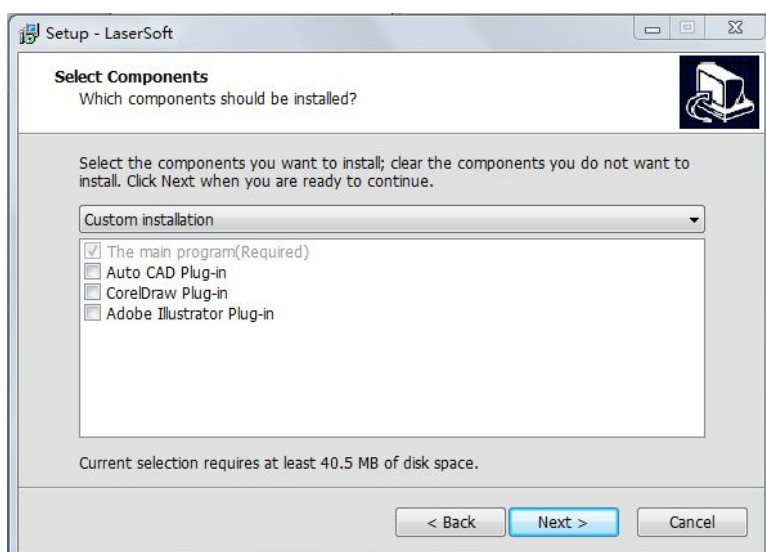 Setup - LaserSoft
Select Components
Which components should be installed?
Select the components you want to install; clear the components you do not want to
install. Click Next when you are ready to continue.
Custom installation
The main program(Required)
Auto CAD Plug-in
CorelDraw Plug-in
Adobe Illustrator Plug-in
Current selection requires at least 40.5 MB of disk space.
< Back
Next >
Cancel